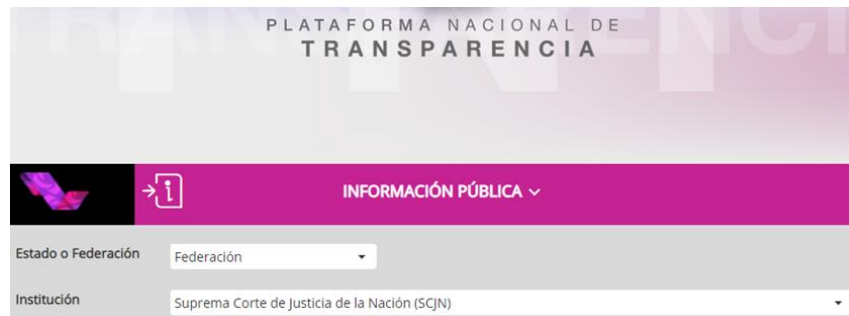 PLATAFORMA NACIONAL DE
TRANSPARENCIA
INFORMACIÓN PÚBLICA
Estado o Federación
Federación
Institución
Suprema Corte de Justicia de la Nación (SCJN)